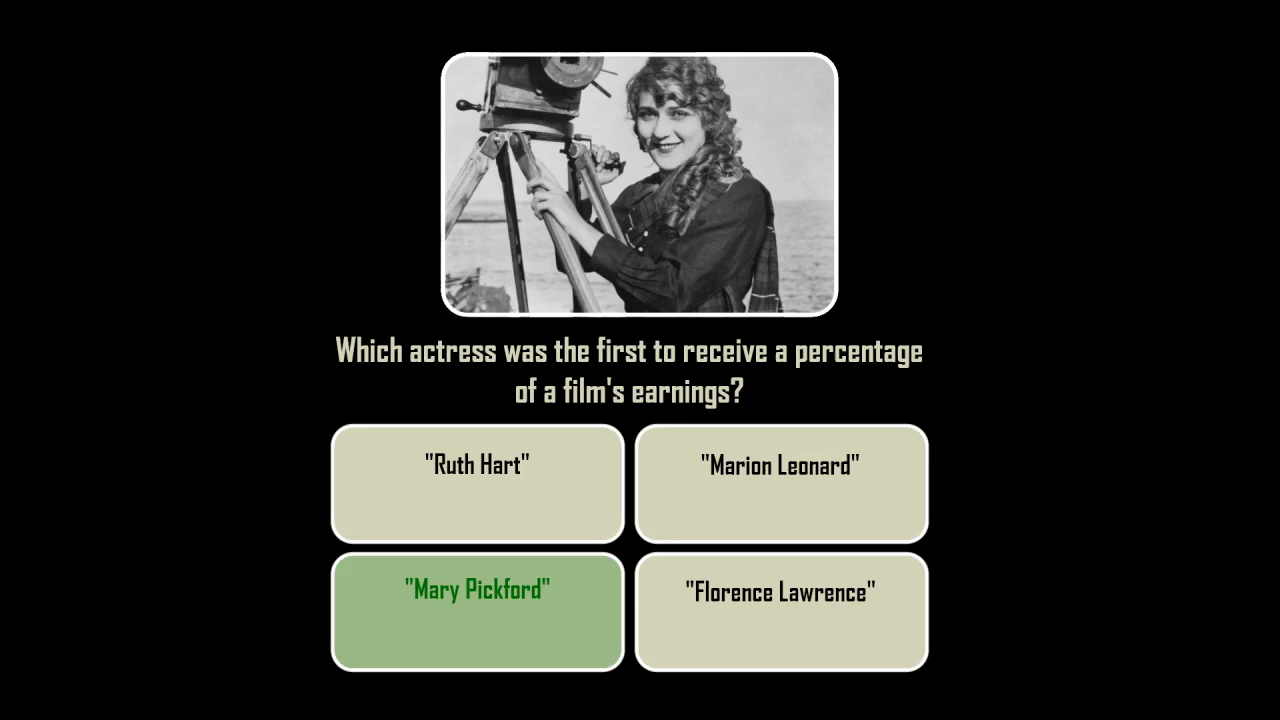 Which actress was the first to receive a percentage
of a film's earnings?
"Ruth Hart"
"Marion Leonard"
"Mary Pickford"
"Florence Lawrence"